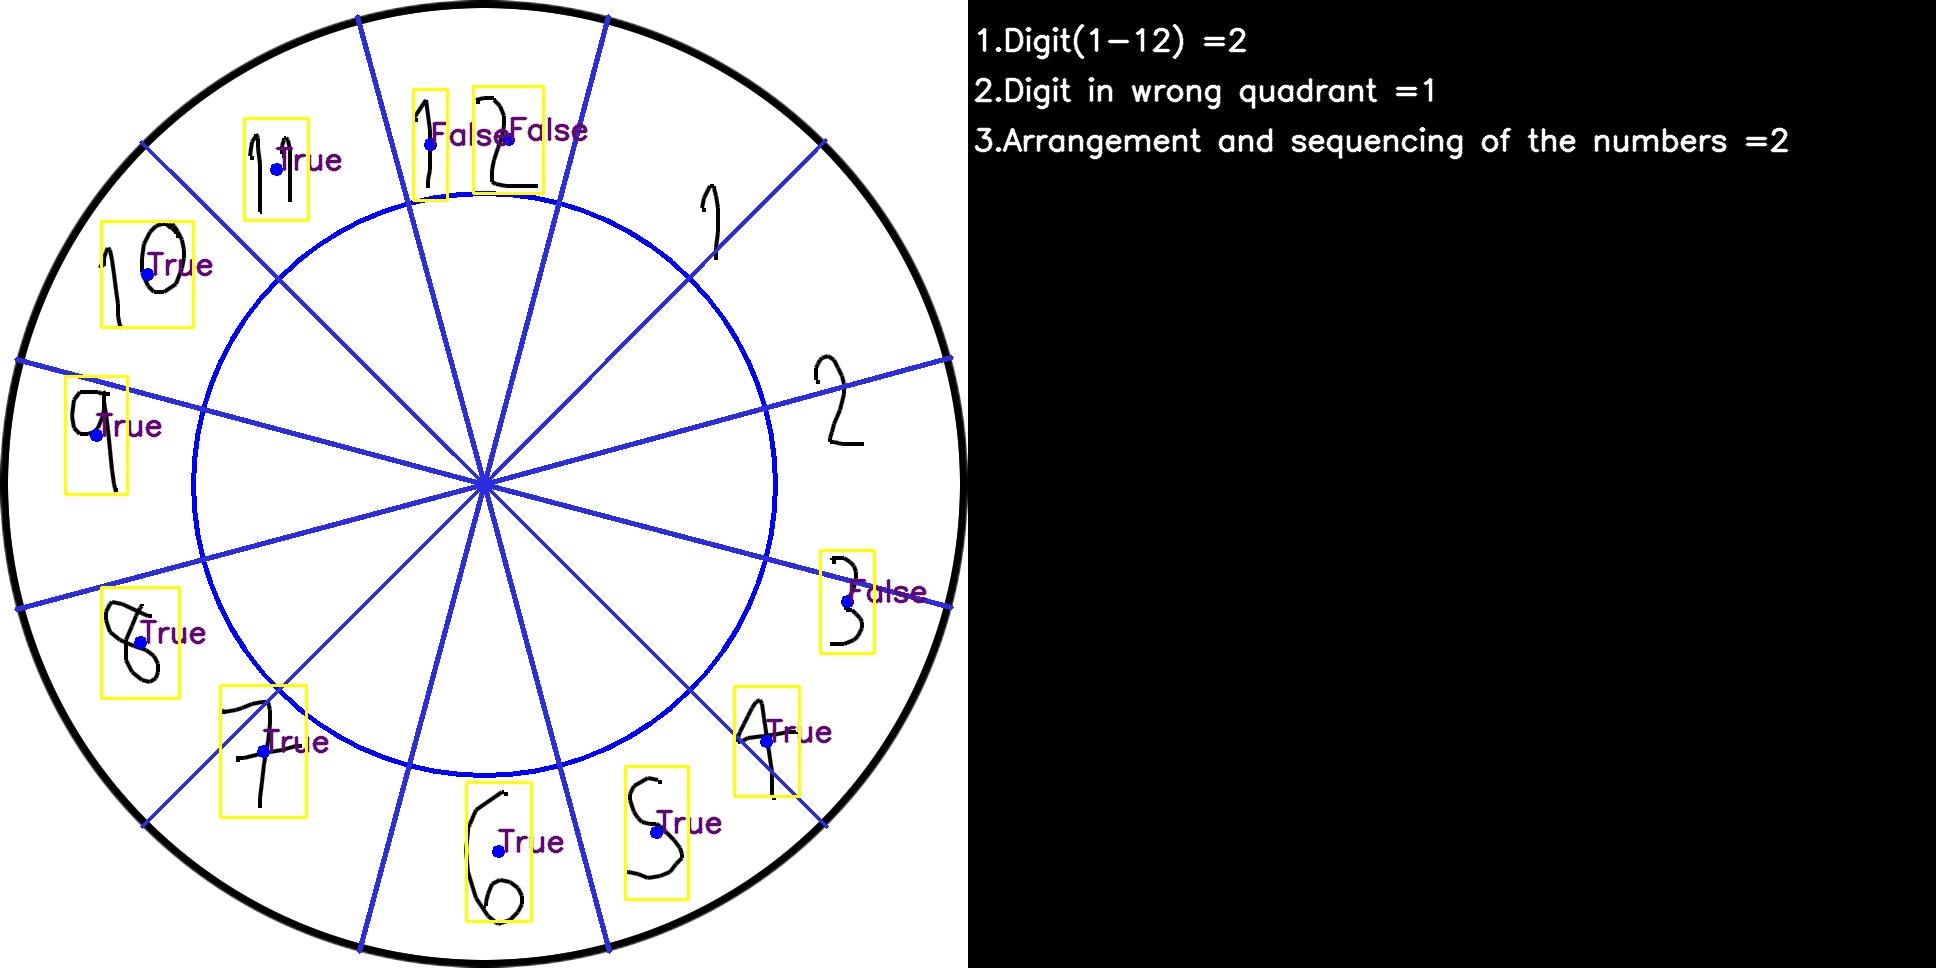 1 2
False False
11
True
1
10
True
2
9
True
3
False
8
True
4
True
7
True
5
True
6
True
1.Digit(1-12) =2
2.Digit in wrong quadrant =1
3.Arrangement and sequencing of the numbers =2